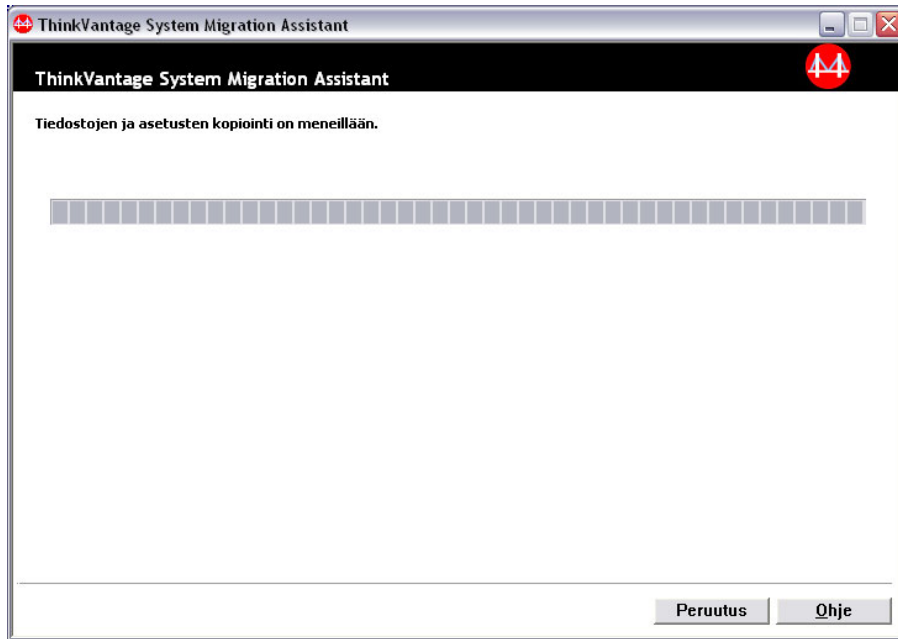 ThinkVantage System Migration Assistant
ThinkVantage System Migration Assistant
Tiedostojen ja asetusten kopiointi on meneillään.
Peruutus
Ohje